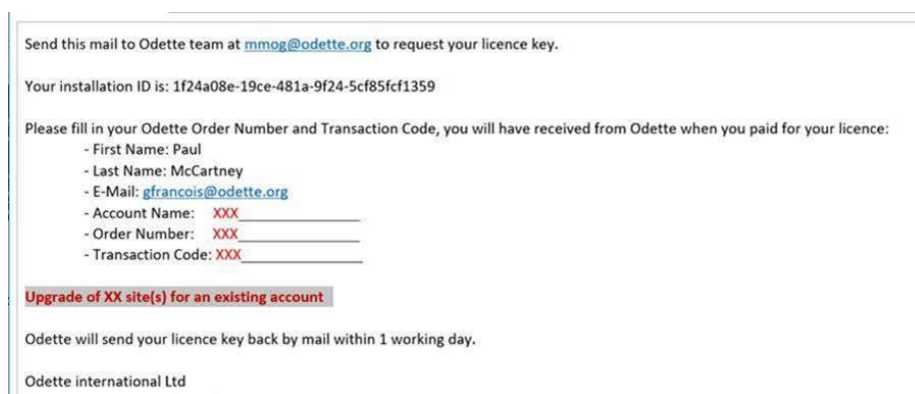 Send this mail to Odette team at mmog@odette.org to request your licence key.
Your installation ID is: 1f24a08e-19ce-481a-9f24-5cf85fcf1359
Please fill in your Odette Order Number and Transaction Code, you will have received from Odette when you paid for your licence:
- First Name: Paul
- Last Name: McCartney
- E-Mail: gfrancois@odette.org
- Account Name: XXX_______________
- Order Number: XXX_______________
- Transaction Code: XXX_______________
Upgrade of XX site(s) for an existing account
Odette will send your licence key back by mail within 1 working day.
Odette international Ltd